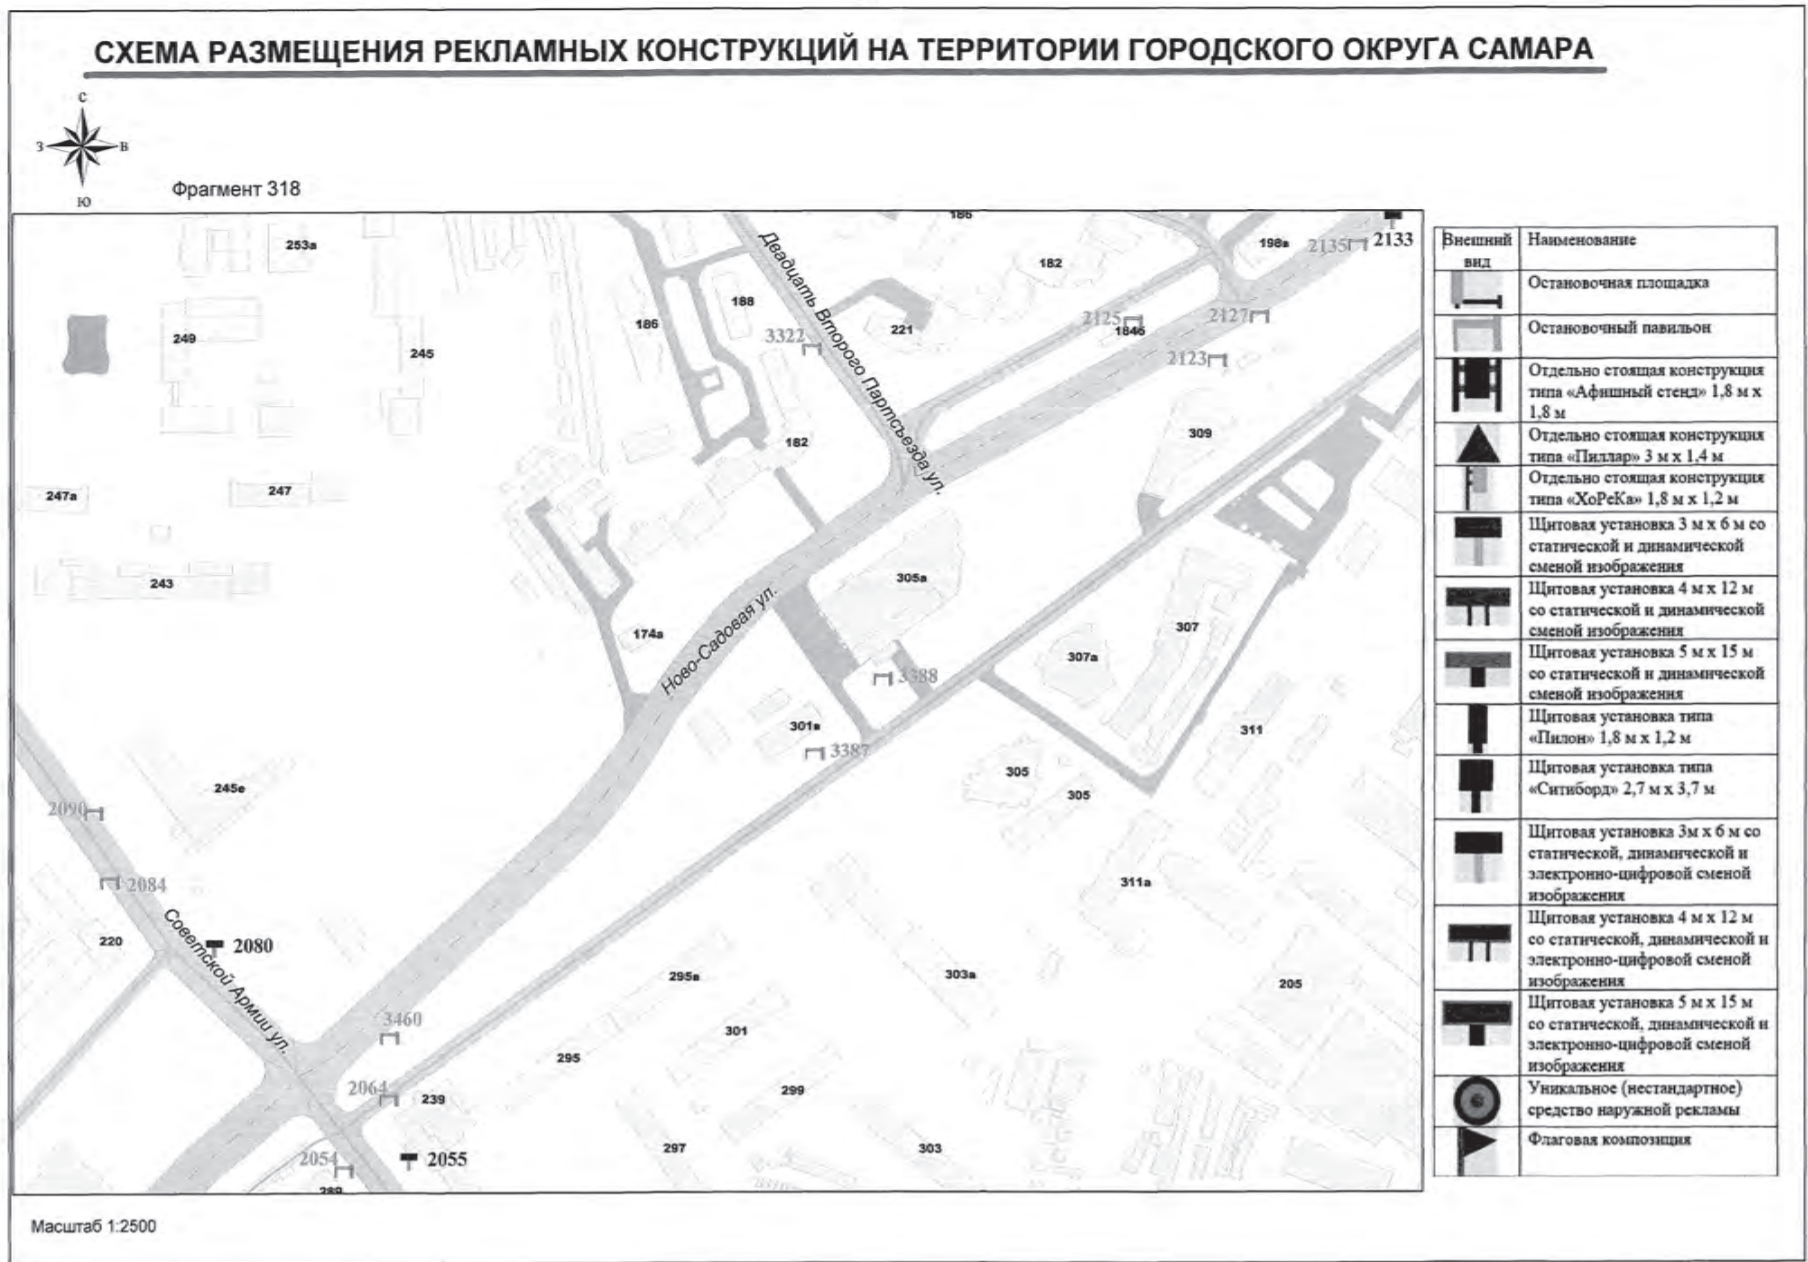 СХЕМА РАЗМЕЩЕНИЯ РЕКЛАМНЫХ КОНСТРУКЦИЙ НА ТЕРРИТОРИИ ГОРОДСКОГО ОКРУГА САМАРА
С
З В
Ю
Фрагмент 318
186
253а
182
198в
2135
2133
188
249
245
186
3322
221
2125
1846
2127
2123
182
309
247а
247
243
305а
174а
307
307а
3388
301в
3387
311
305
305
245е
2090
2084
311а
220
2080
295в
303а
205
3460
301
295
2064
239
299
297
303
2054
2055
289
Двадцать Второго Партсъезда ул.
Ново-Садовая ул.
Советской Армии ул.
Внешний вид
Наименование
Остановочная площадка
Остановочный павильон
Отдельно стоящая конструкция
типа «Афишный стенд» 1,8 м х
1,8 м
Отдельно стоящая конструкция
типа «Пиллар» 3 м х 1,4 м
Отдельно стоящая конструкция
типа «ХоРеКа» 1,8 м х 1,2 м
Щитовая установка 3 м х 6 м со
статической и динамической
сменой изображения
Щитовая установка 4 м х 12 м
со статической и динамической
сменой изображения
Щитовая установка 5 м х 15 м
со статической и динамической
сменой изображения
Щитовая установка типа
«Пилон» 1,8 м х 1,2 м
Щитовая установка типа
«Ситиборд» 2,7 м х 3,7 м
Щитовая установка 3м х 6 м со
статической, динамической и
электронно-цифровой сменой
изображения
Щитовая установка 4 м х 12 м
со статической, динамической и
электронно-цифровой сменой
изображения
Щитовая установка 5 м х 15 м
со статической, динамической и
электронно-цифровой сменой
изображения
Уникальное (нестандартное)
средство наружной рекламы
Флаговая композиция
Масштаб 1:2500